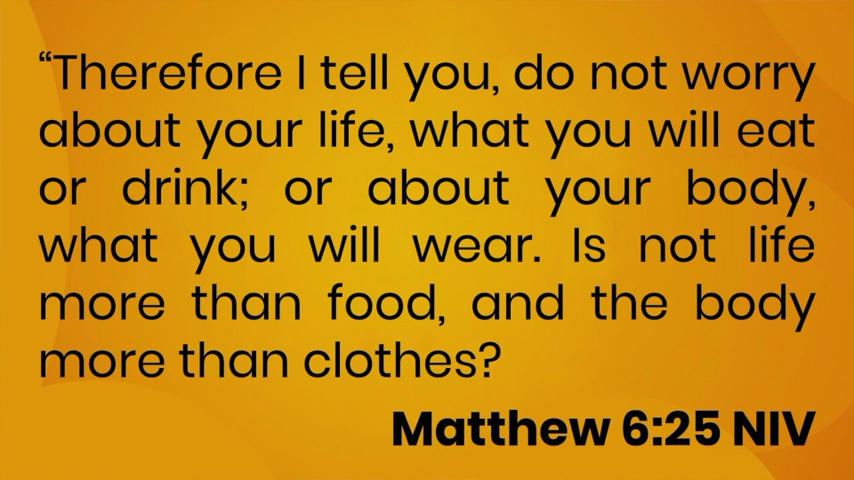 “Therefore I tell you, do not worry
about your life, what you will eat
or drink; or about your body,
what you will wear. Is not life
more than food, and the body
more than clothes?
Matthew 6:25 NIV